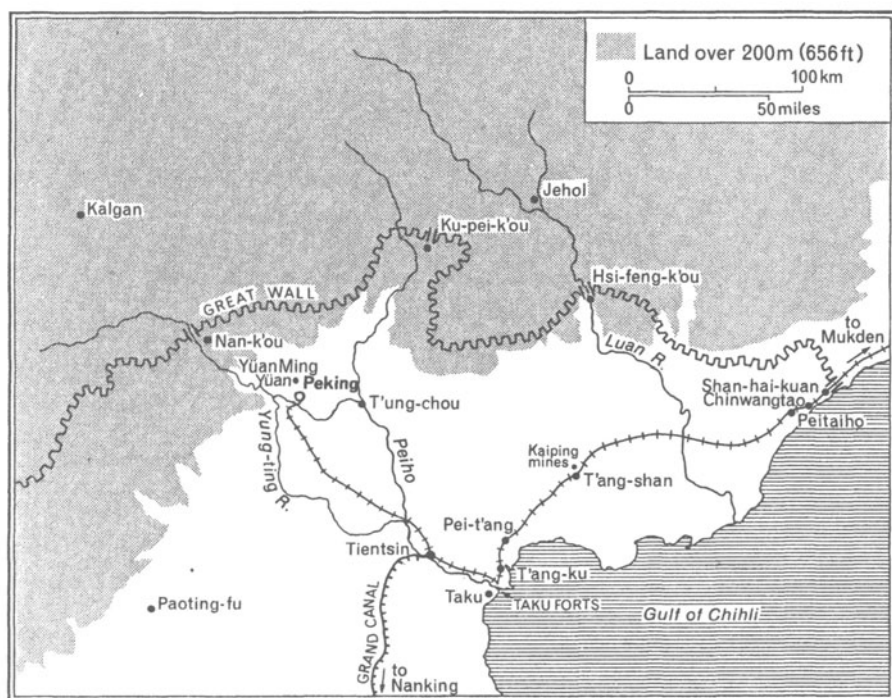 Land over 200m (656ft)
0 100 km
0 50 miles
Jehol
Kalgan
Ku-pei-k'ou
Hsi-feng-k'ou
GREAT WALL
to
Mukden
Nan-k'ou
Luan R.
Yüan Ming
Yüan
Peking
Shan-hai-kuan
Chinwangtao
T'ung-chou
Peitaiho
Yung-ting R.
Peiho
Kaiping
mines
T'ang-shan
Pei-t'ang
Tientsin
T'ang-ku
Taku
TAKU FORTS
Paoting-fu
Gulf of Chihli
GRAND CANAL
to
Nanking